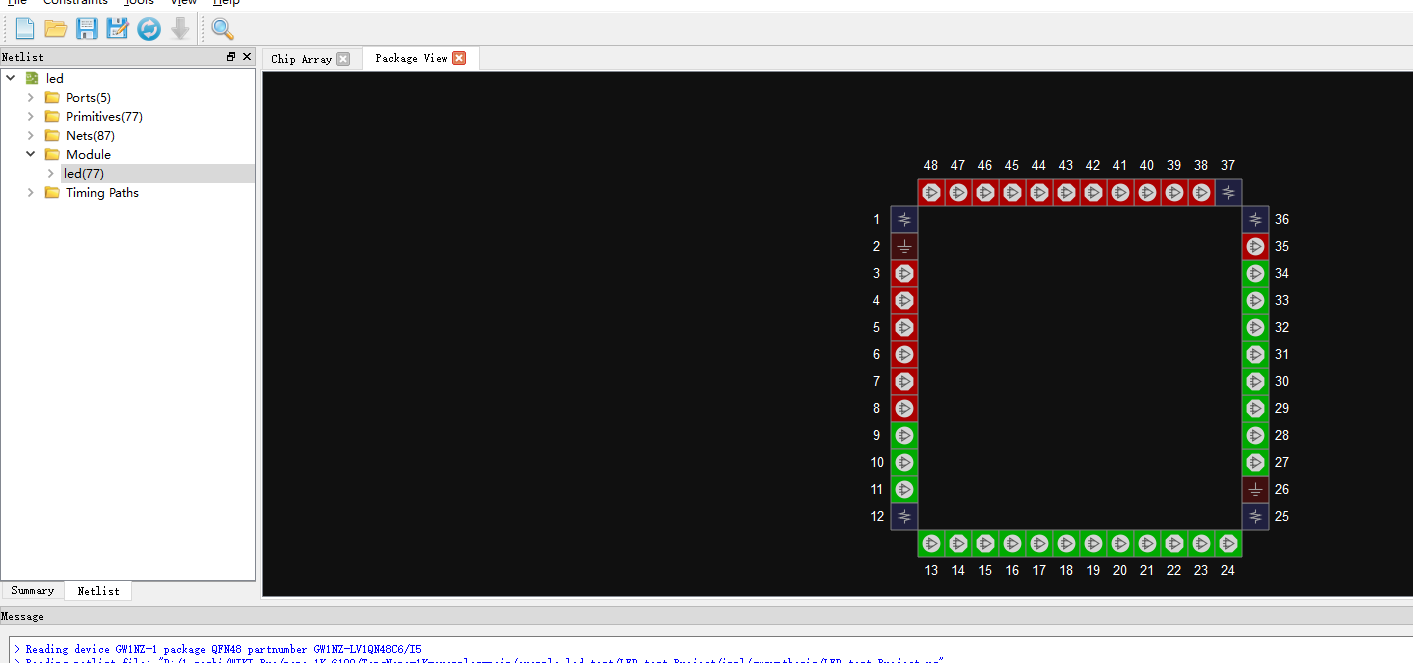 File Constraints Tools View Help
Netlist
Chip Array Package View
led
Ports(5)
Primitives(77)
Nets(87)
Module
led(77)
Timing Paths
48 47 46 45 44 43 42 41 40 39 38 37
1 36
2 35
3 34
4 33
5 32
6 31
7 30
8 29
9 28
10 27
11 26
12 25
13 14 15 16 17 18 19 20 21 22 23 24
Summary Netlist
Message
> Reading device GW1NZ-1 package QFN48 partnumber GW1NZ-LV1QN48C6/I5
> Reading netlist file: